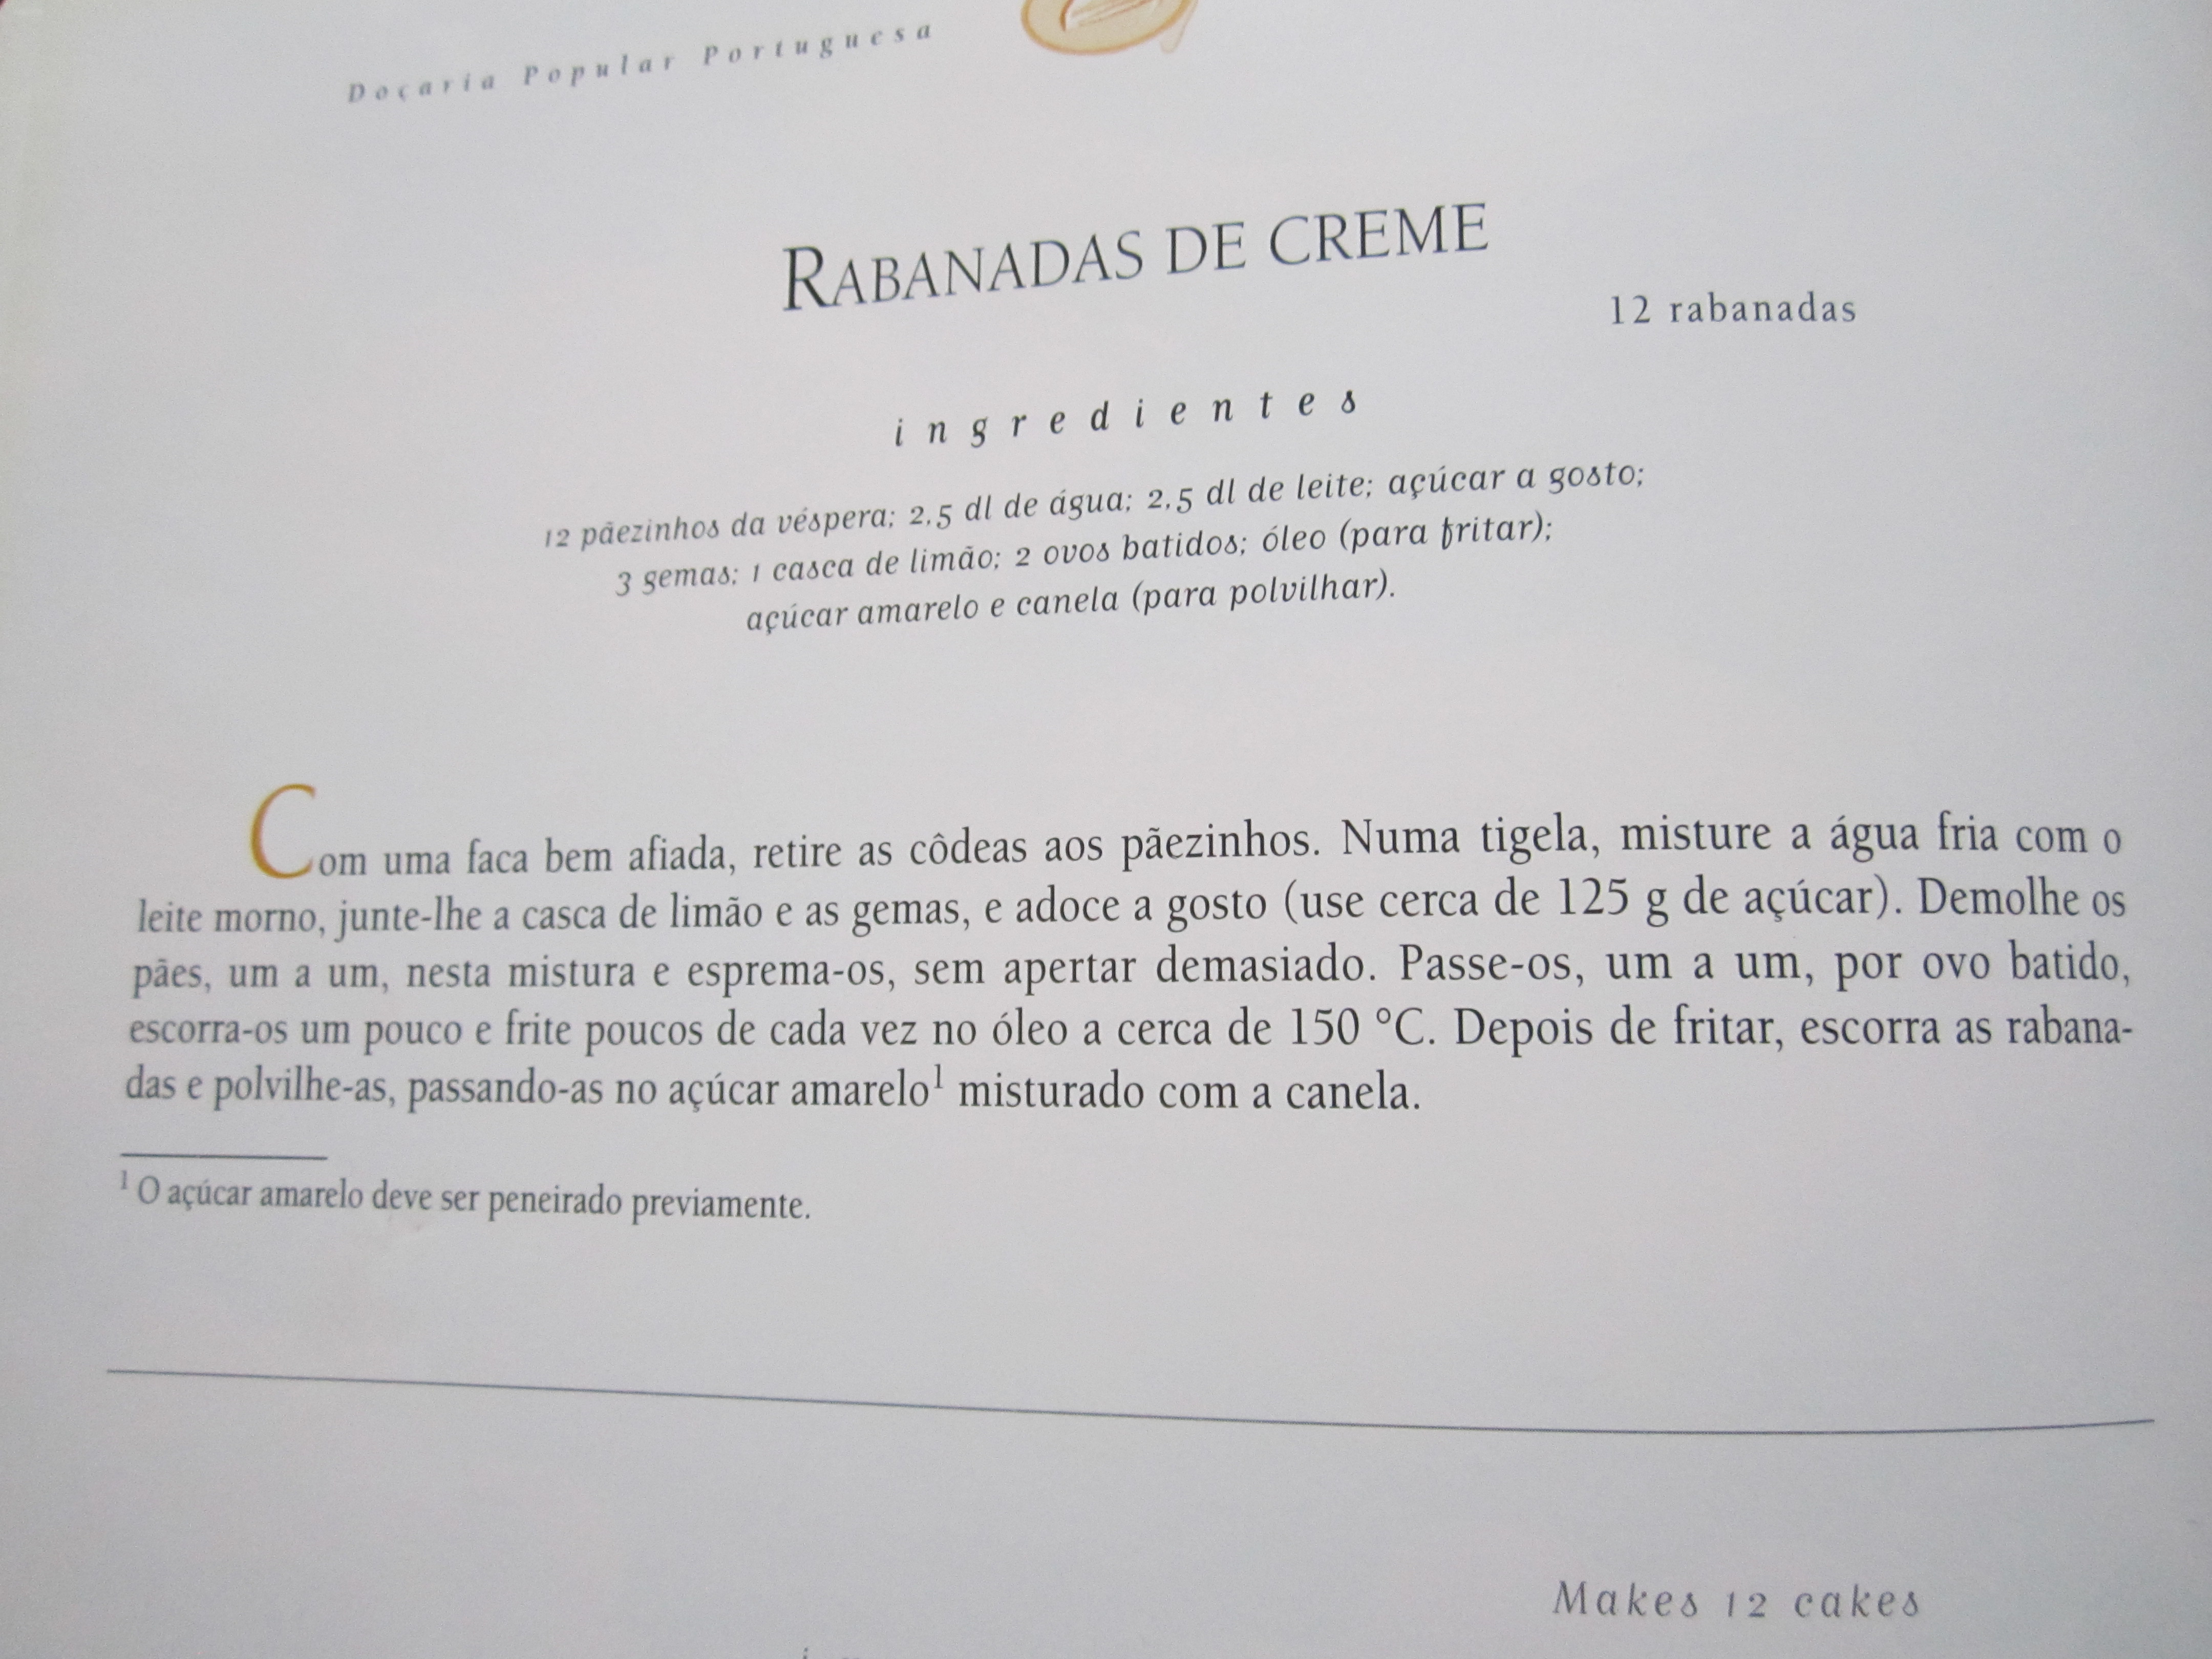 Doçaria Popular Portuguesa
RABANADAS DE CREME
12 rabanadas
ingredientes
12 pãezinhos da véspera; 2,5 dl de água; 2,5 dl de leite; açúcar a gosto;
3 gemas; 1 casca de limão; 2 ovos batidos; óleo (para fritar);
açúcar amarelo e canela (para polvilhar).
Com uma faca bem afiada, retire as côdeas aos pãezinhos. Numa tigela, misture a água fria com o
leite morno, junte-lhe a casca de limão e as gemas, e adoce a gosto (use cerca de 125 g de açúcar). Demolhe os
pães, um a um, nesta mistura e esprema-os, sem apertar demasiado. Passe-os, um a um, por ovo batido,
escorra-os um pouco e frite poucos de cada vez no óleo a cerca de 150 °C. Depois de fritar, escorra as rabana-
das e polvilhe-as, passando-as no açúcar amarelo¹ misturado com a canela.
¹ O açúcar amarelo deve ser peneirado previamente.
Makes 12 cakes